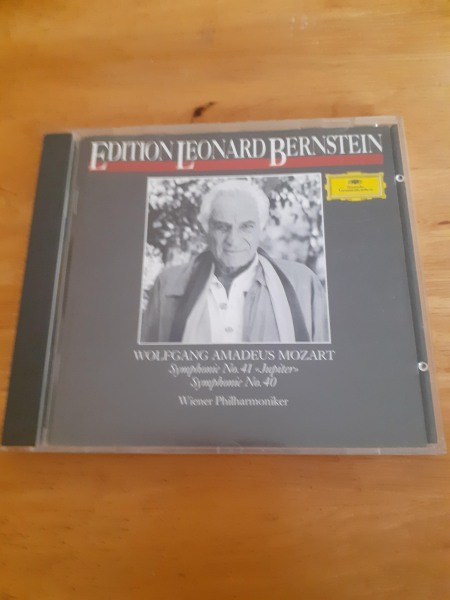 EDITION LEONARD BERNSTEIN
WOLFGANG AMADEUS MOZART
Symphonie No. 41 «Jupiter»
Symphonie No. 40
Wiener Philharmoniker